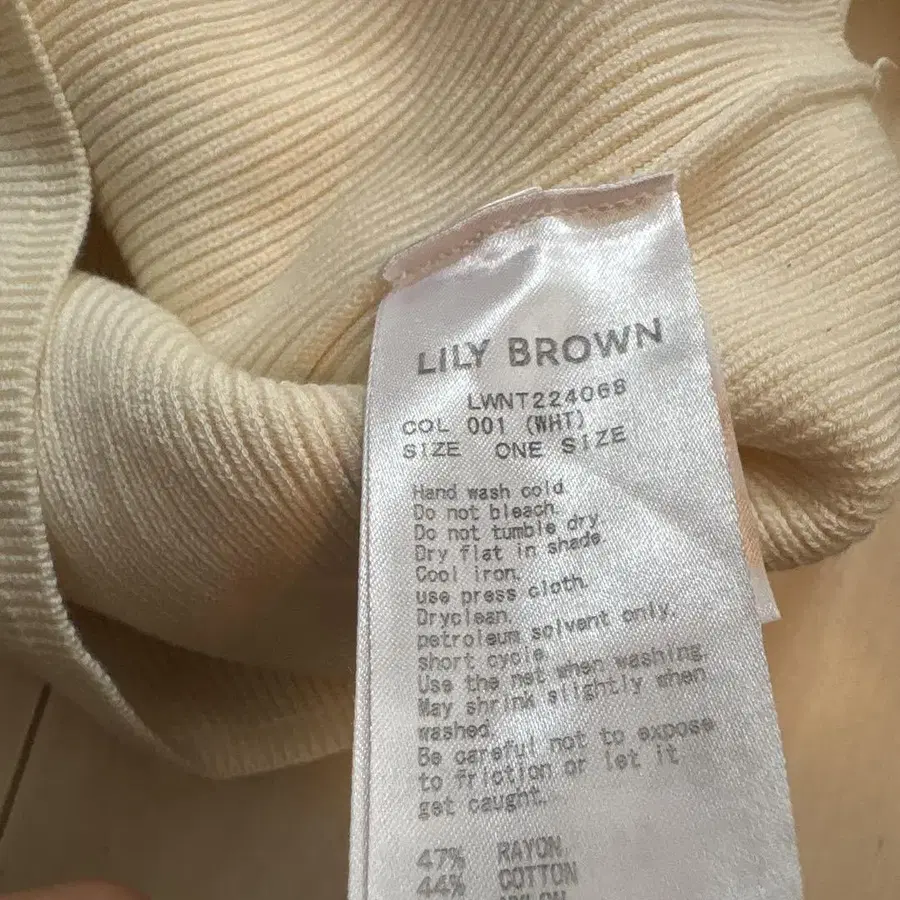 LILY BROWN
LWNT224068
COL 001 (WHT)
SIZE ONE SIZE
Hand wash cold.
Do not bleach.
Do not tumble dry.
Dry flat in shade.
Cool iron.
use press cloth.
Dryclean.
petroleum solvent only.
short cycle.
Use the net when washing.
May shrink slightly when
washed.
Be careful not to expose
to friction or let it
get caught.
47% RAYON
44% COTTON